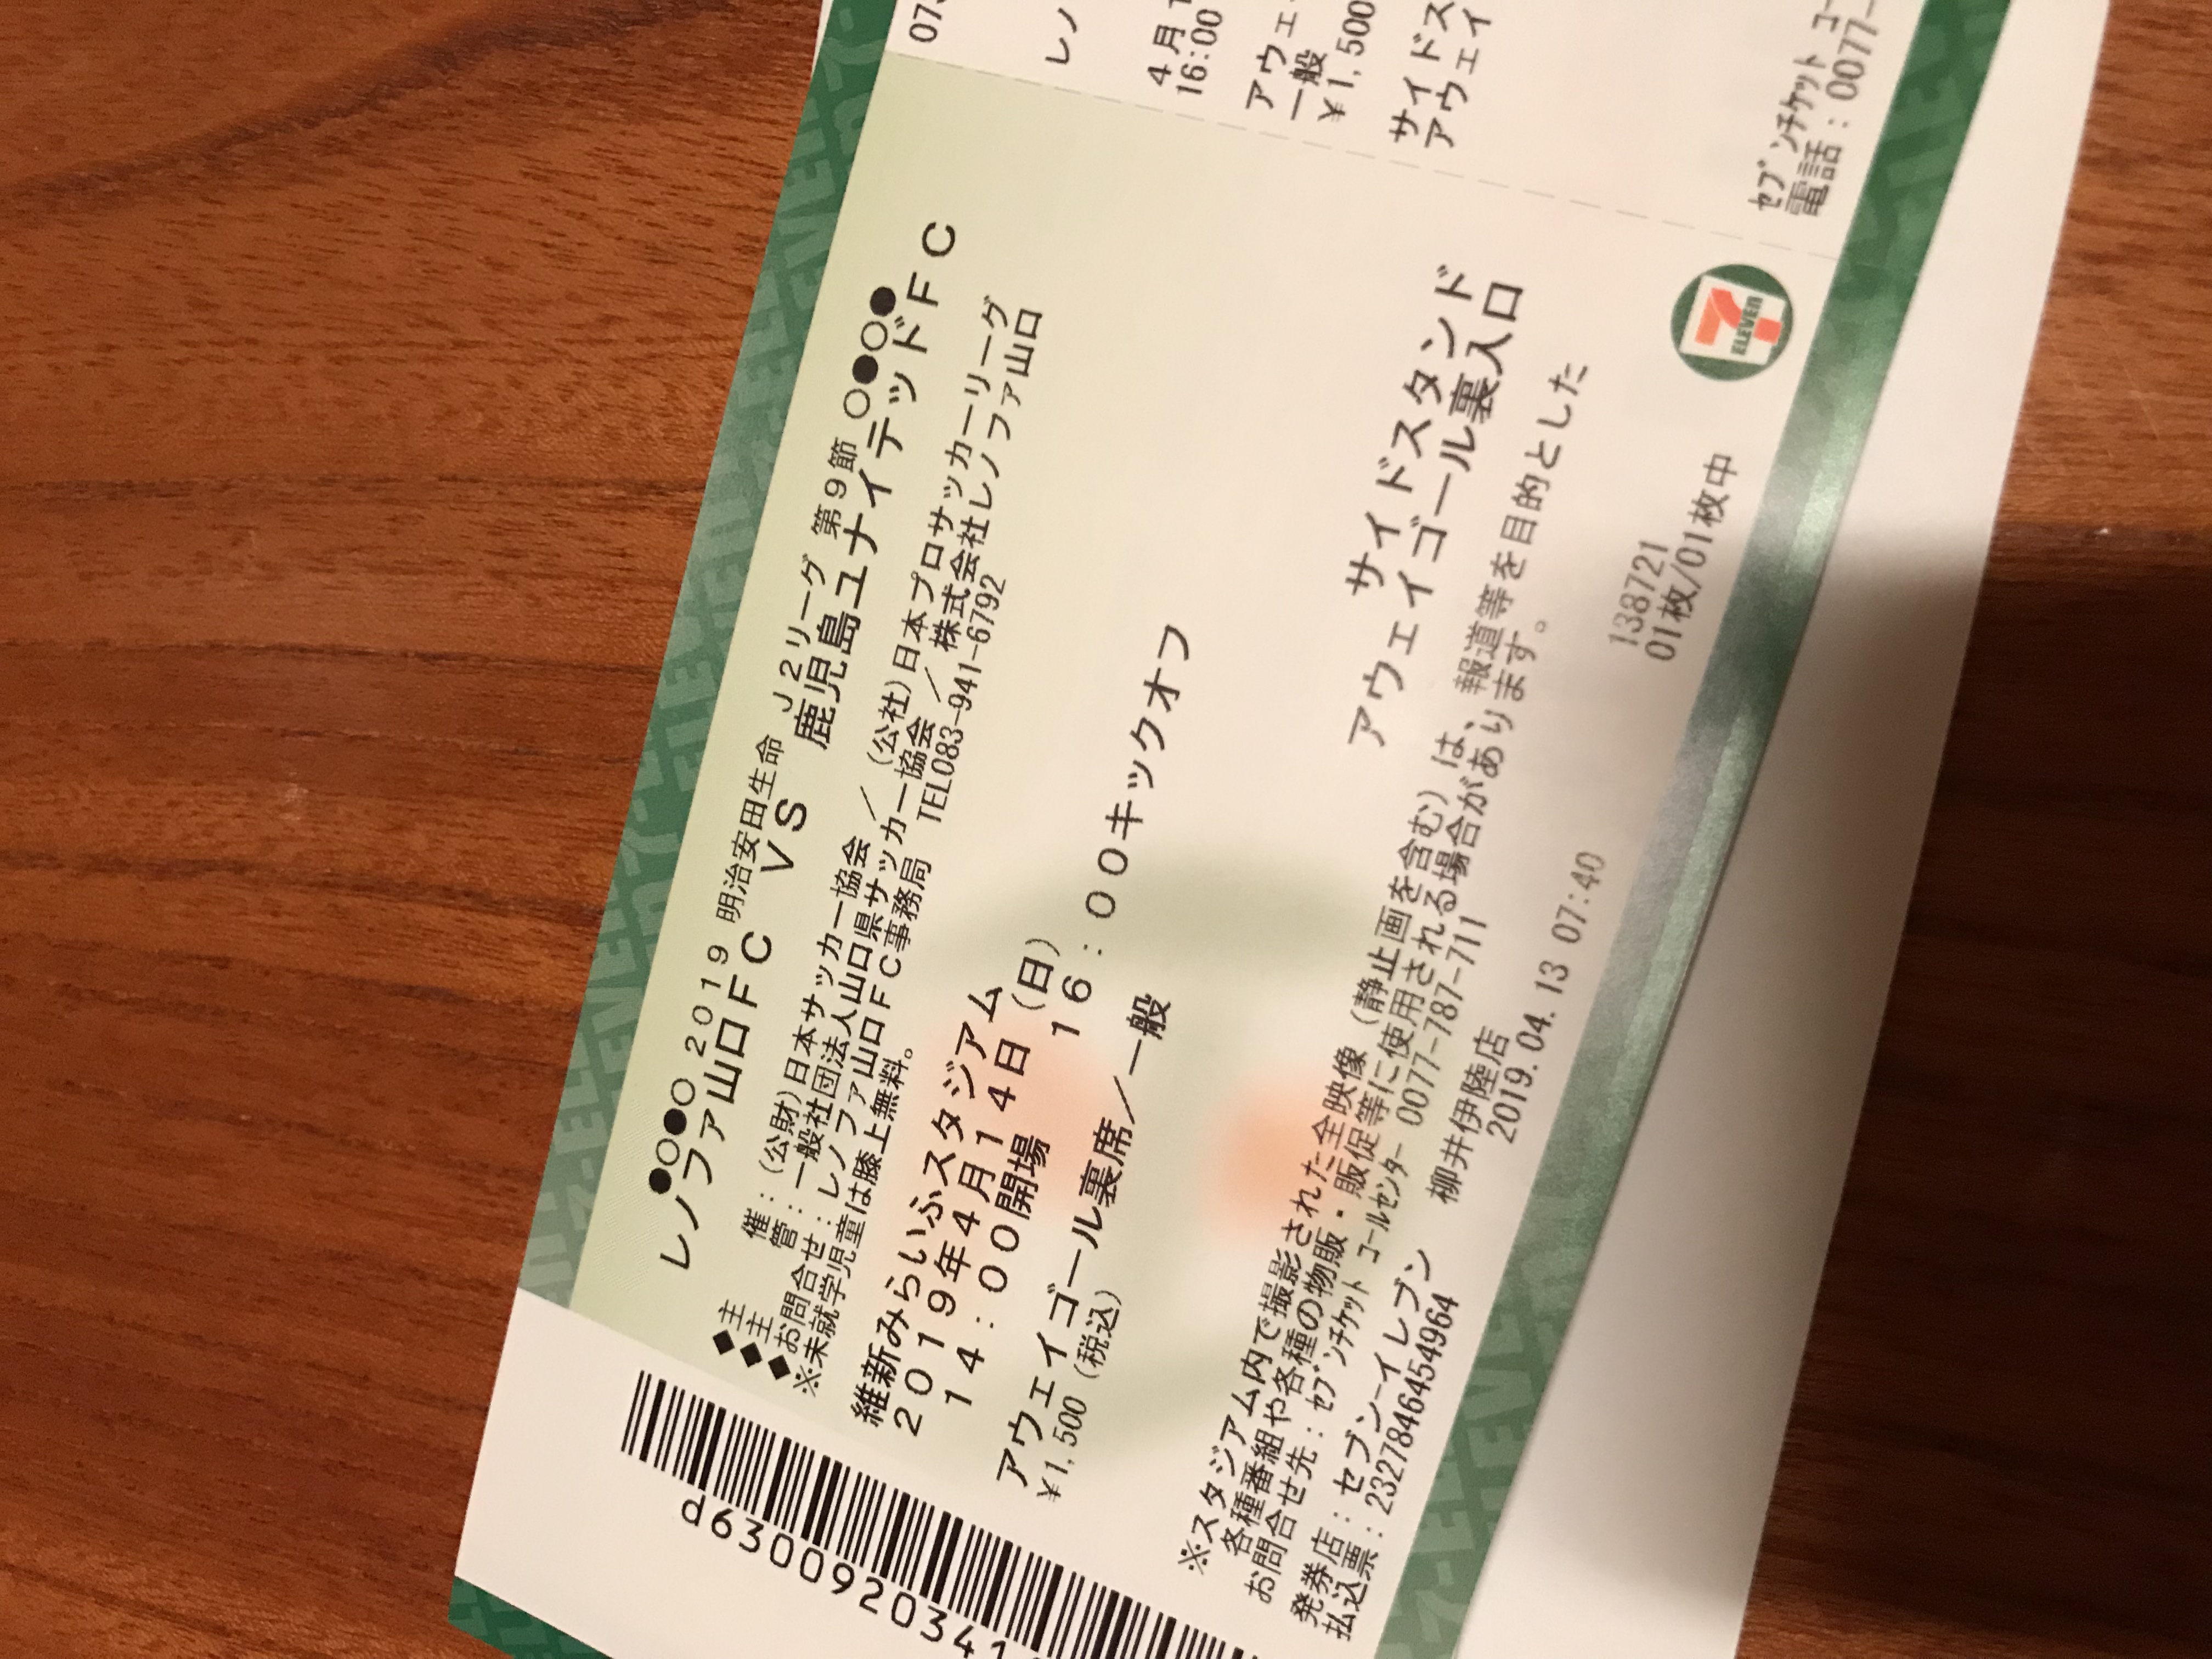 ●○●○ 2019 明治安田生命 J2リーグ 第9節 ○●○●
レノファ山口FC VS 鹿児島ユナイテッドFC
◆主 催：(公財)日本サッカー協会／(公社)日本プロサッカーリーグ
◆主 管：一般社団法人山口県サッカー協会／株式会社レノファ山口
◆お問合せ：レノファ山口FC事務局 TEL083-941-6792
※未就学児童は膝上無料。
維新みらいふスタジアム
2019年4月14日(日)
14：00開場 16：00キックオフ
アウェイゴール裏席／一般
¥1,500(税込)
サイドスタンド
アウェイゴール裏入口
※スタジアム内で撮影された全映像(静止画を含む)は、報道等を目的とした
各種番組や各種の物販・販促等に使用される場合があります。
お問合せ先：ｾﾌﾞﾝﾁｹｯﾄ ｺｰﾙｾﾝﾀｰ 0077-787-711
発券店：セブン-イレブン 柳井伊陸店 138721
払込票：2327846454964 2019.04.13 07:40 01枚/01枚中
7
ELEVEn
d630092034
073
レノ
4月1
16:00
アウェ
一般
¥1,500
サイドス
アウェイ
ｾﾌﾞﾝﾁｹｯﾄ ｺｰ
電話：0077-